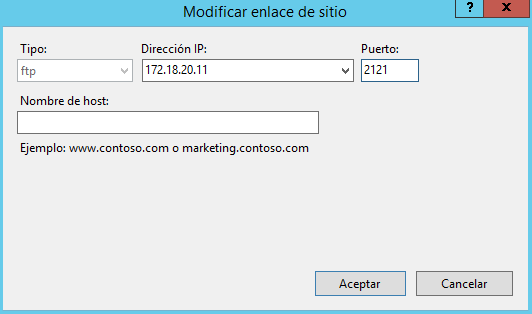 Modificar enlace de sitio
? x
Tipo: Dirección IP: Puerto:
ftp 172.18.20.11 2121
Nombre de host:
Ejemplo: www.contoso.com o marketing.contoso.com
Aceptar Cancelar